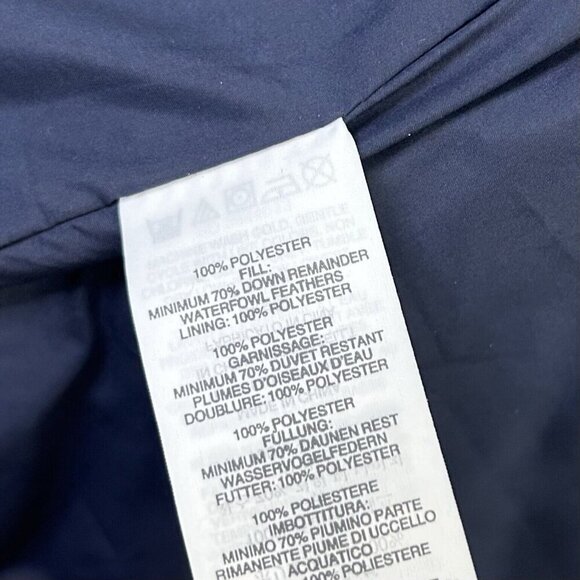 100% POLYESTER
FILL:
MINIMUM 70% DOWN REMAINDER
WATERFOWL FEATHERS
LINING: 100% POLYESTER
100% POLYESTER
GARNISSAGE:
MINIMUM 70% DUVET RESTANT
PLUMES D'OISEAUX D'EAU
DOUBLURE: 100% POLYESTER
100% POLYESTER
FÜLLUNG:
MINIMUM 70% DAUNEN REST
WASSERVOGELFEDERN
FUTTER: 100% POLYESTER
100% POLIESTERE
IMBOTTITURA:
MINIMO 70% PIUMINO PARTE
RIMANENTE PIUME DI UCCELLO
ACQUATICO
100% POLIESTERE